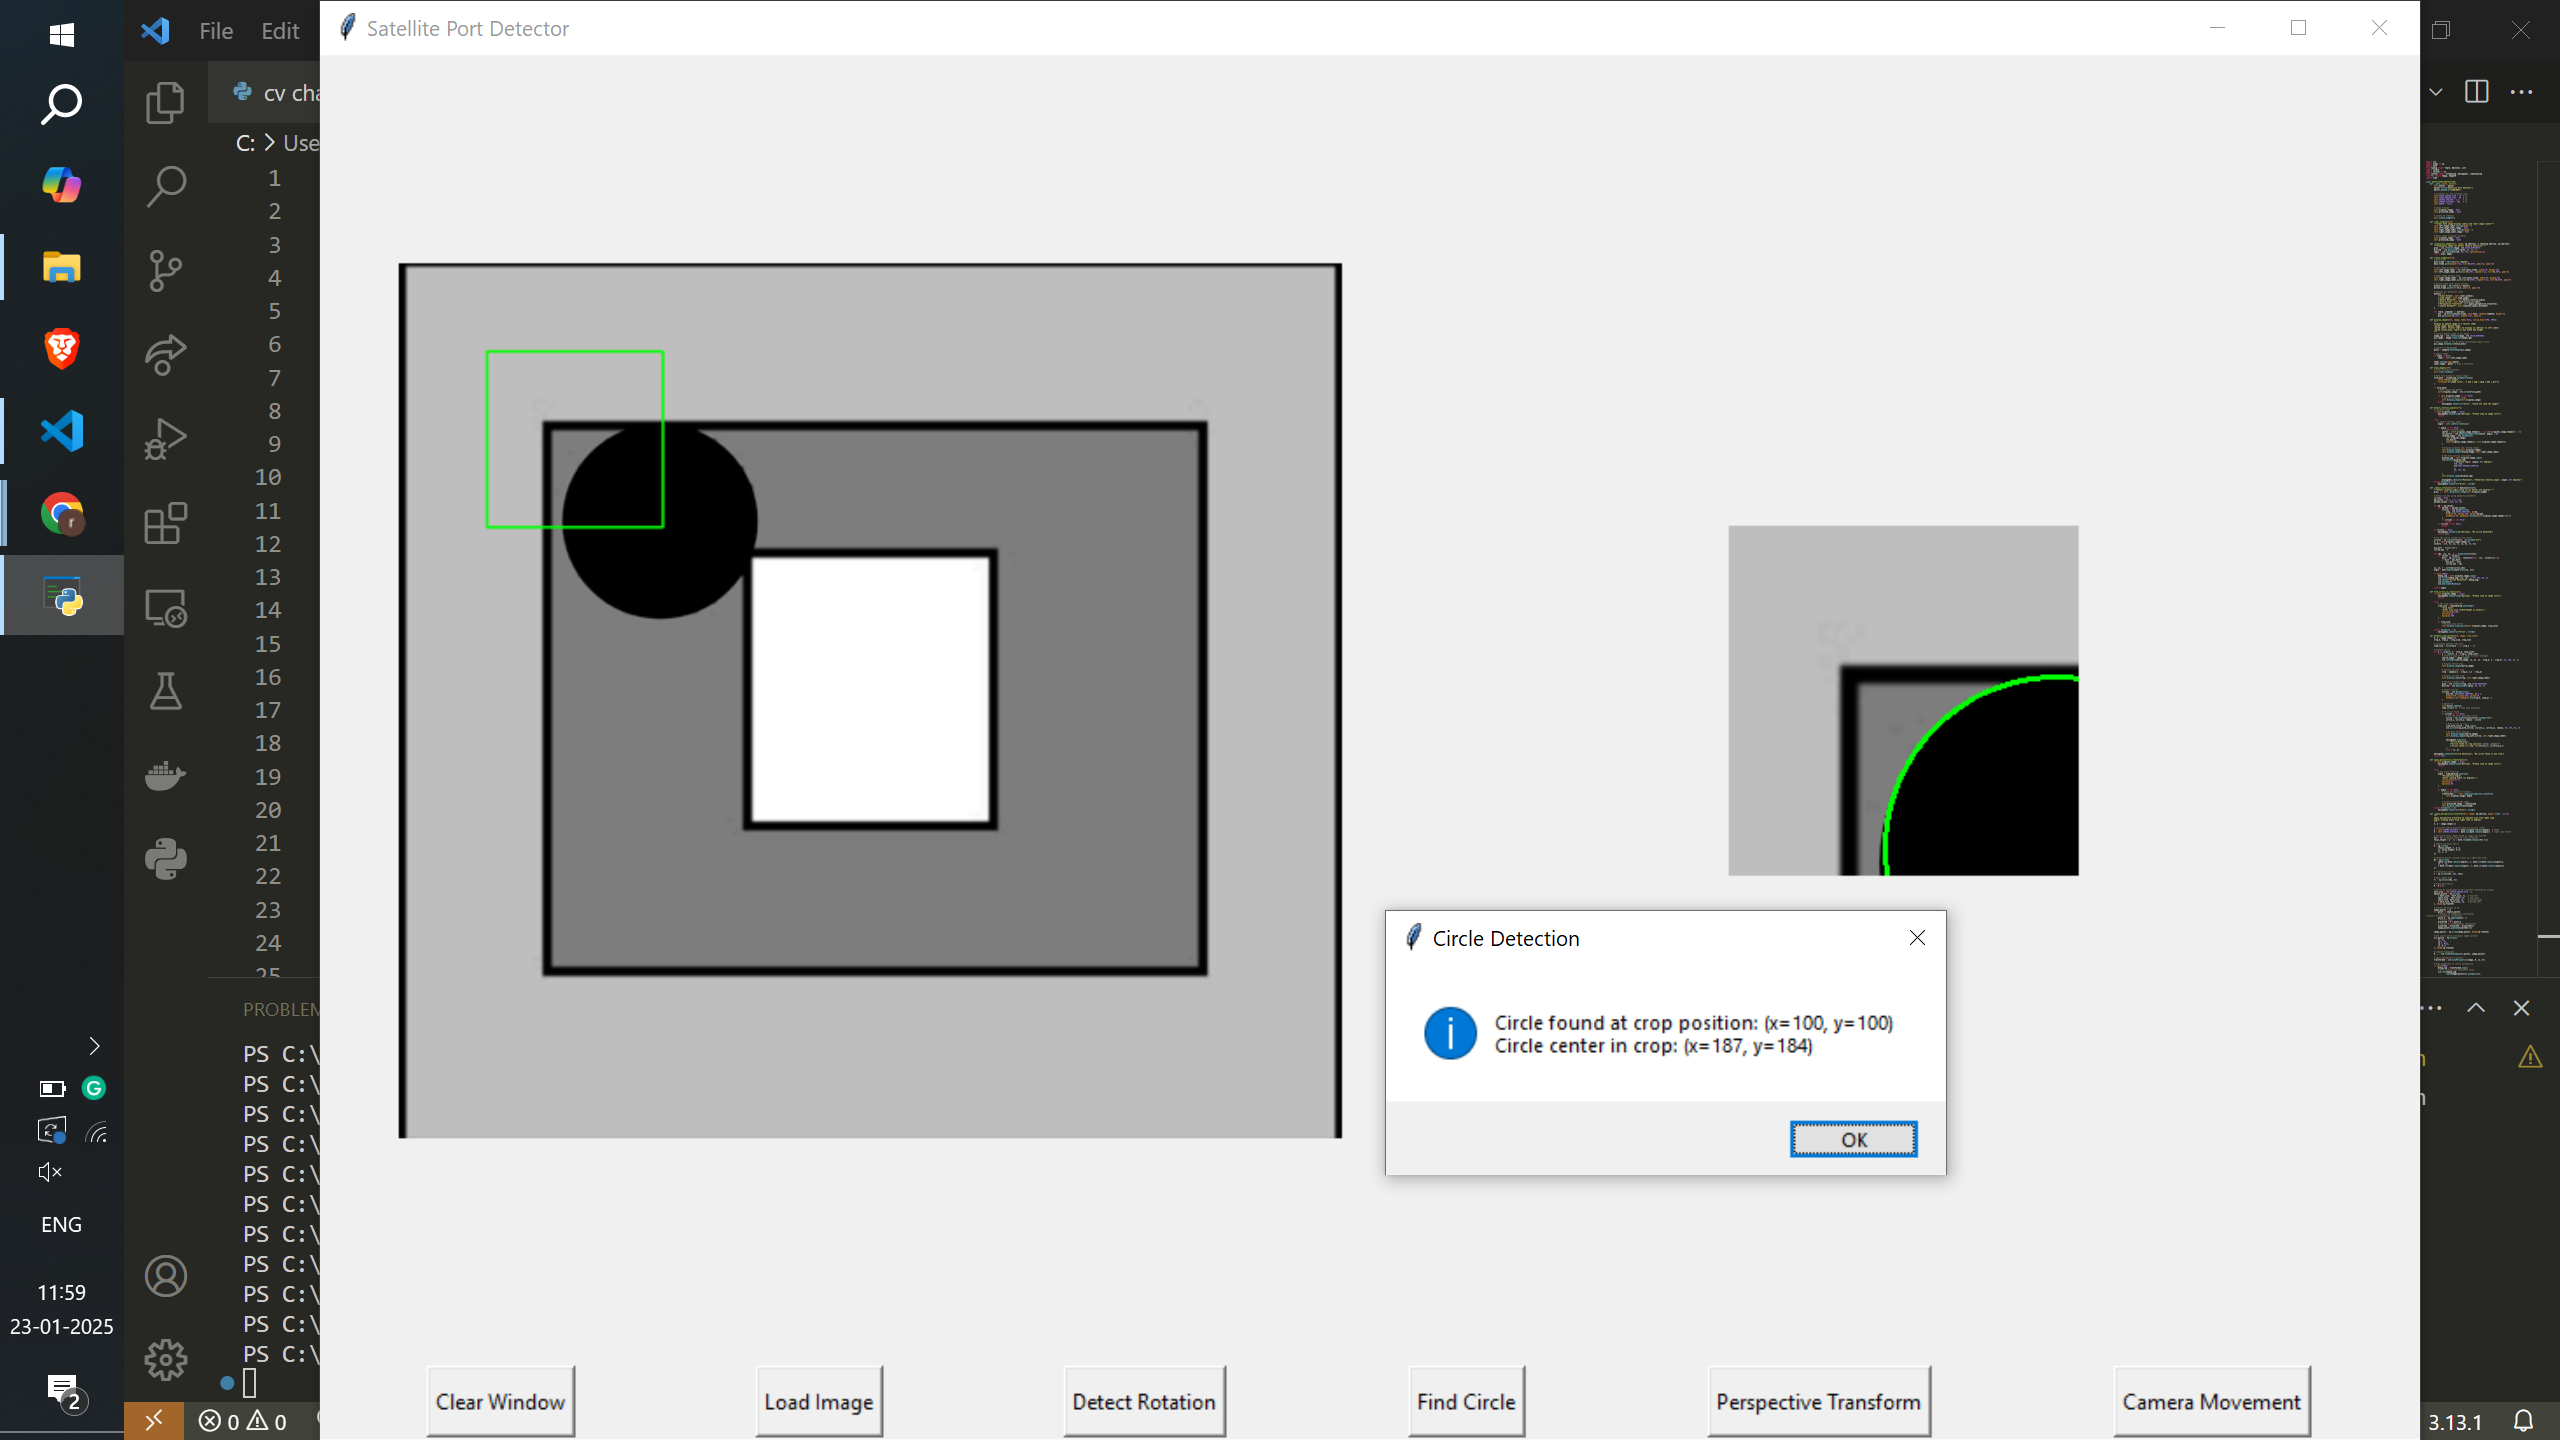 File Edit
Satellite Port Detector
cv cha
C: > Use
1
2
3
4
5
6
7
8
9
10
11
12
13
14
15
16
17
18
19
20
21
22
23
24
25
PROBLEM
PS C:\
PS C:\
PS C:\
PS C:\
PS C:\
PS C:\
PS C:\
PS C:\
PS C:\
PS C:\
PS C:\
Circle Detection
Circle found at crop position: (x=100, y=100)
Circle center in crop: (x=187, y=184)
OK
Clear Window
Load Image
Detect Rotation
Find Circle
Perspective Transform
Camera Movement
0 0
3.13.1
ENG
11:59
23-01-2025
2